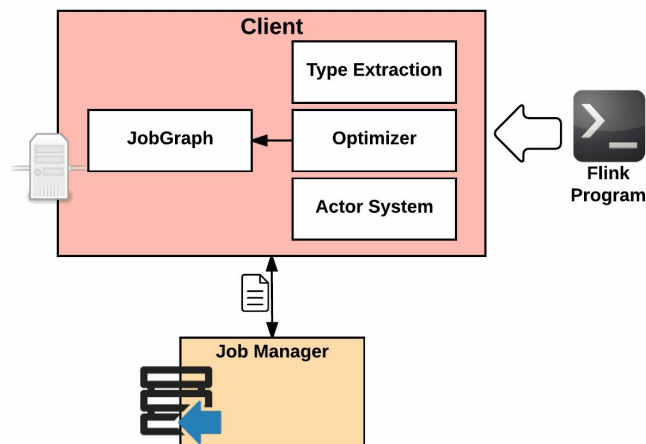 Client
Type Extraction
JobGraph
Optimizer
Actor System
Flink
Program
Job Manager